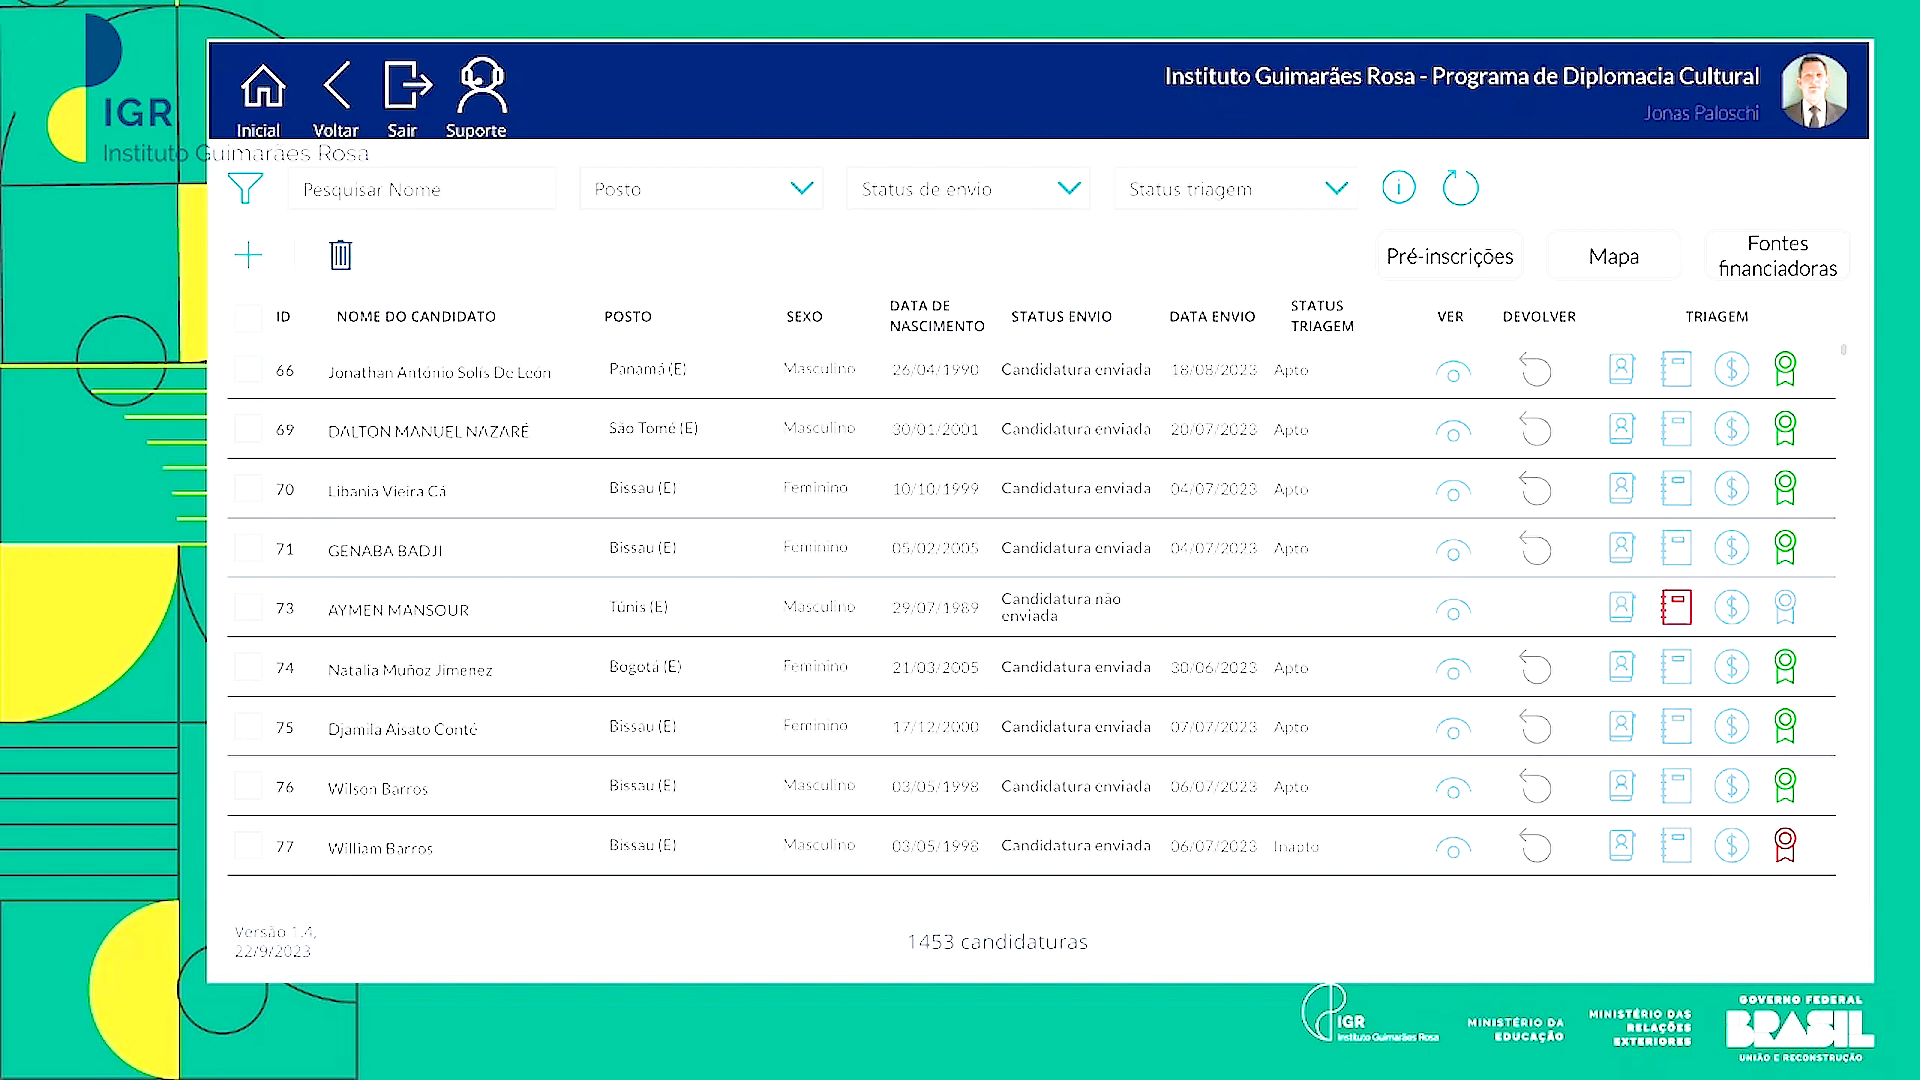 IGR
Instituto Guimarães Rosa
Inicial Voltar Sair Suporte
Instituto Guimarães Rosa - Programa de Diplomacia Cultural
Jonas Paloschi
Pesquisar Nome Posto Status de envio Status triagem
Pré-inscrições Mapa Fontes financiadoras
ID NOME DO CANDIDATO POSTO SEXO DATA DE NASCIMENTO STATUS ENVIO DATA ENVIO STATUS TRIAGEM VER DEVOLVER TRIAGEM
66 Jonathan Antonio Solís De León Panamá (E) Masculino 26/04/1990 Candidatura enviada 18/08/2023 Apto
69 DALTON MANUEL NAZARÉ São Tomé (E) Masculino 30/01/2001 Candidatura enviada 20/07/2023 Apto
70 Libania Vieira Cá Bissau (E) Feminino 10/10/1999 Candidatura enviada 04/07/2023 Apto
71 GENABA BADJI Bissau (E) Feminino 05/02/2005 Candidatura enviada 04/07/2023 Apto
73 AYMEN MANSOUR Túnis (E) Masculino 29/07/1989 Candidatura não enviada
74 Natalia Muñoz Jimenez Bogotá (E) Feminino 21/03/2005 Candidatura enviada 30/06/2023 Apto
75 Djamila Aisato Conté Bissau (E) Feminino 17/12/2000 Candidatura enviada 07/07/2023 Apto
76 Wilson Barros Bissau (E) Masculino 03/05/1998 Candidatura enviada 06/07/2023 Apto
77 William Barros Bissau (E) Masculino 03/05/1998 Candidatura enviada 06/07/2023 Inapto
Versão 1.4,
22/9/2023
1453 candidaturas
IGR
Instituto Guimarães Rosa
MINISTÉRIO DA
EDUCAÇÃO
MINISTÉRIO DAS
RELAÇÕES
EXTERIORES
GOVERNO FEDERAL
BRASIL
UNIÃO E RECONSTRUÇÃO